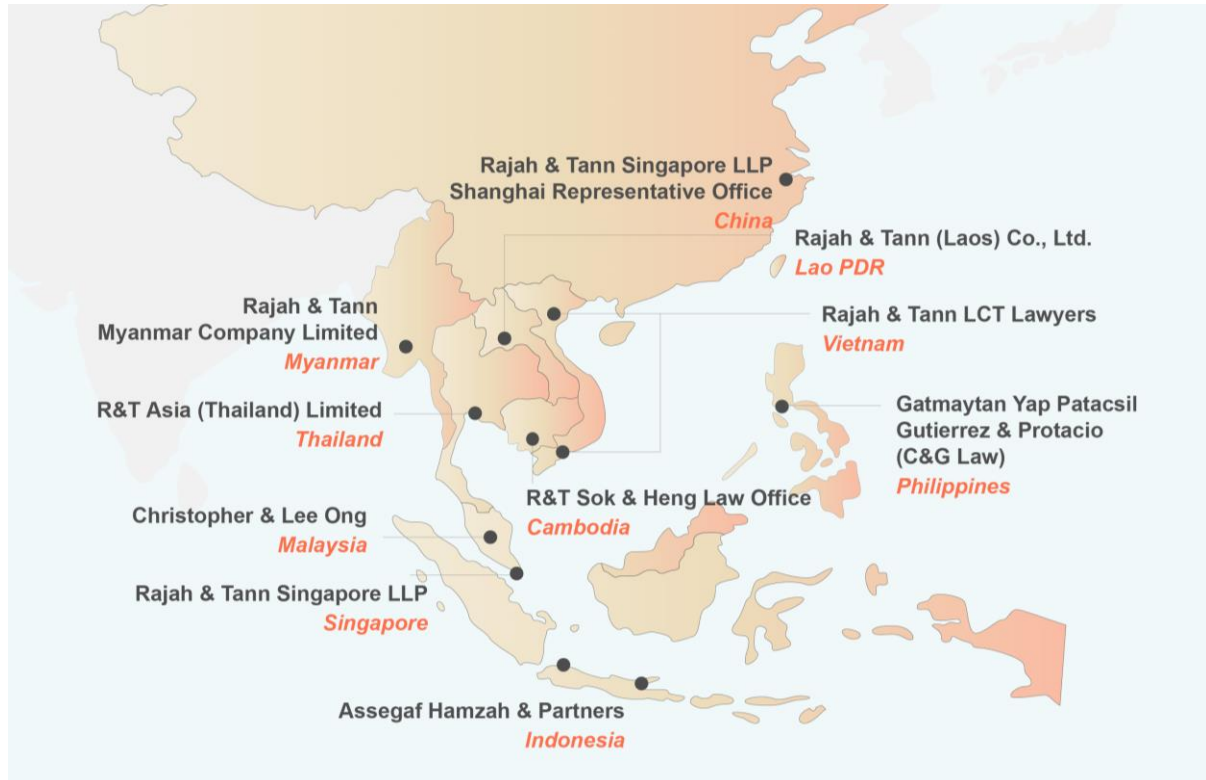 Rajah & Tann Singapore LLP
Shanghai Representative Office
China
Rajah & Tann (Laos) Co., Ltd.
Lao PDR
Rajah & Tann
Myanmar Company Limited
Myanmar
Rajah & Tann LCT Lawyers
Vietnam
R&T Asia (Thailand) Limited
Thailand
Gatmaytan Yap Patacsil
Gutierrez & Protacio
(C&G Law)
Philippines
R&T Sok & Heng Law Office
Cambodia
Christopher & Lee Ong
Malaysia
Rajah & Tann Singapore LLP
Singapore
Assegaf Hamzah & Partners
Indonesia